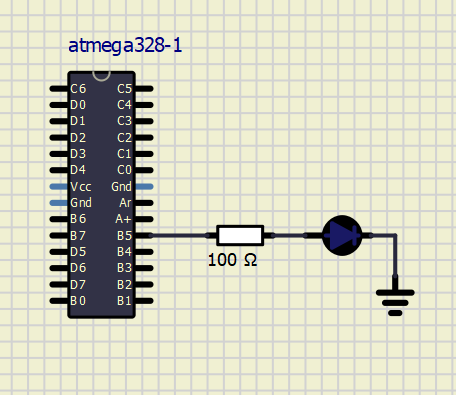 atmega328-1
C6 C5
D0 C4
D1 C3
D2 C2
D3 C1
D4 C0
Vcc Gnd
Gnd Ar
B6 A+
B7 B5
D5 B4
D6 B3
D7 B2
B0 B1
100 Ω